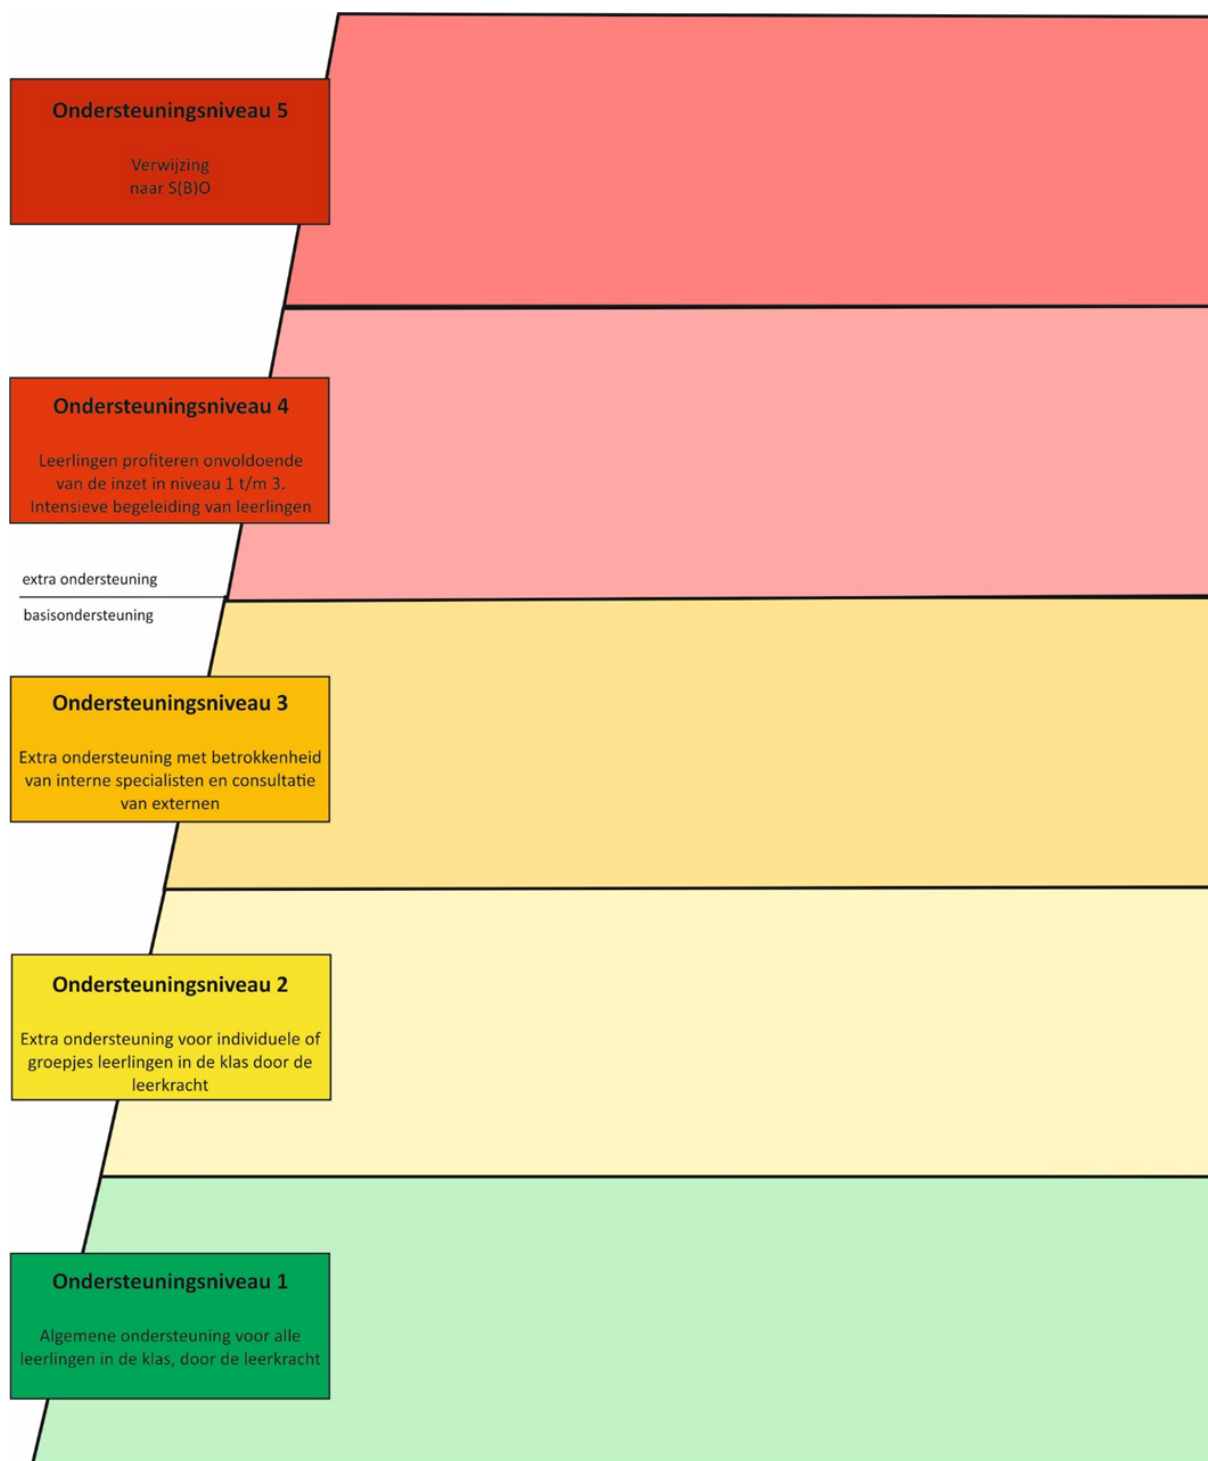 Ondersteuningsniveau 5
Verwijzing
naar S(B)O
Ondersteuningsniveau 4
Leerlingen profiteren onvoldoende
van de inzet in niveau 1 t/m 3.
Intensieve begeleiding van leerlingen
extra ondersteuning
basisondersteuning
Ondersteuningsniveau 3
Extra ondersteuning met betrokkenheid
van interne specialisten en consultatie
van externen
Ondersteuningsniveau 2
Extra ondersteuning voor individuele of
groepjes leerlingen in de klas door de
leerkracht
Ondersteuningsniveau 1
Algemene ondersteuning voor alle
leerlingen in de klas, door de leerkracht